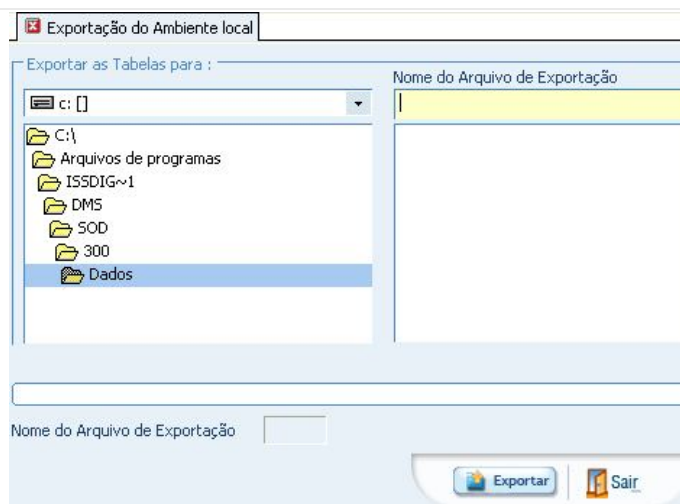 Exportação do Ambiente local
Exportar as Tabelas para :
Nome do Arquivo de Exportação
c: []
C:\
Arquivos de programas
ISSDIG~1
DMS
SOD
300
Dados
Nome do Arquivo de Exportação
Exportar
Sair